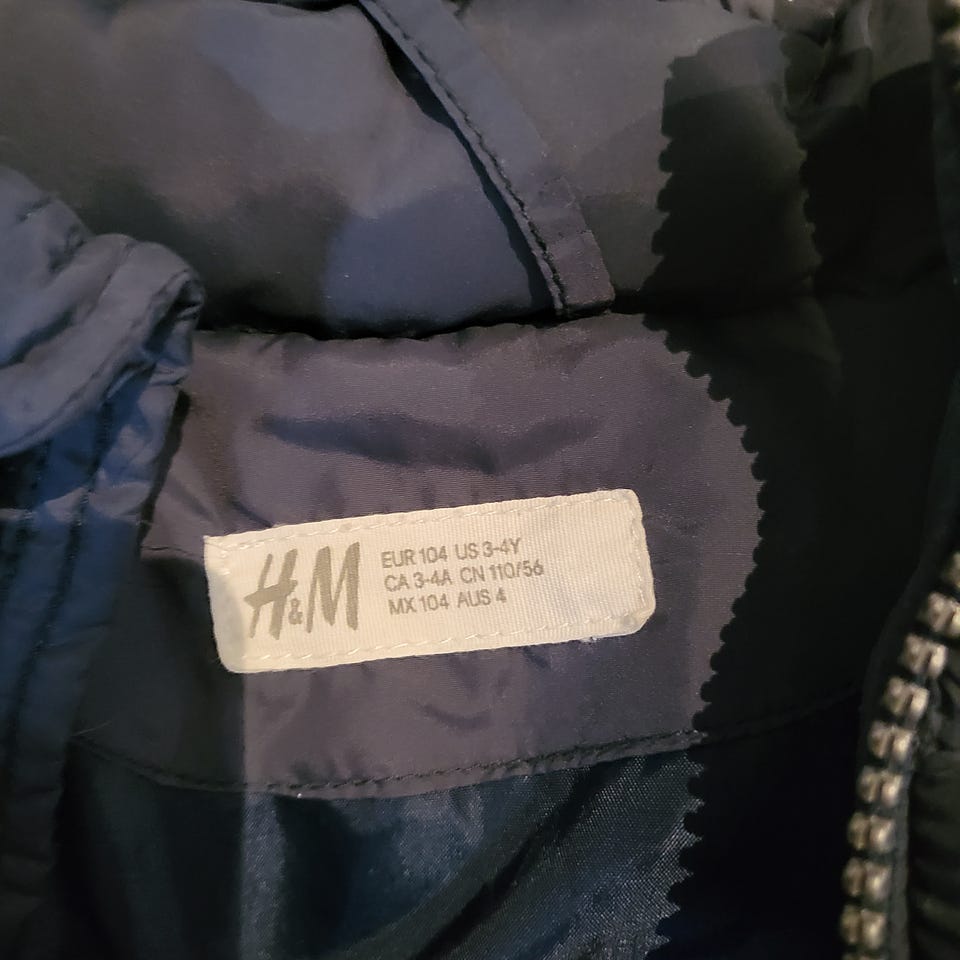 H&M
EUR 104 US 3-4Y
CA 3-4A CN 110/56
MX 104 AUS 4